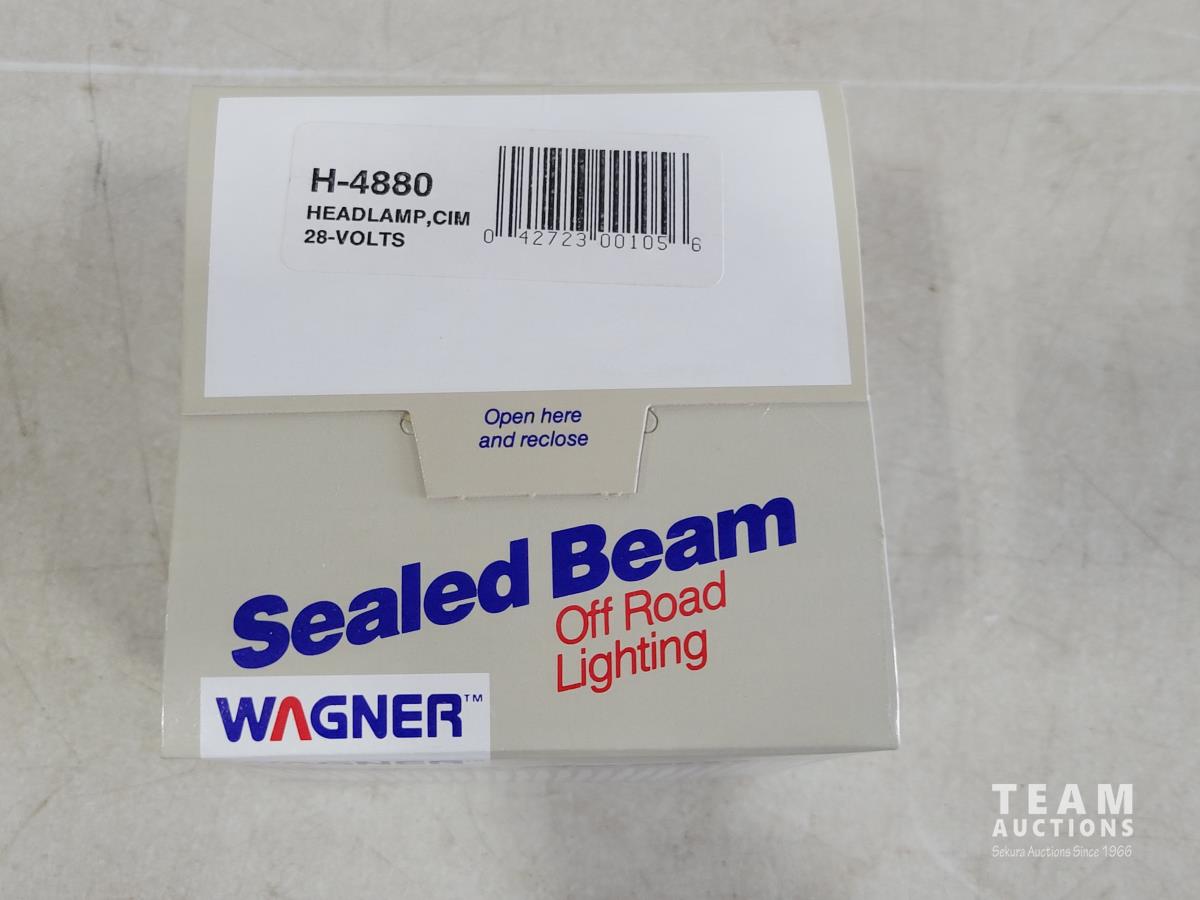 H-4880
HEADLAMP,CIM
28-VOLTS
0 42723 00105 6
Open here
and reclose
Sealed Beam
Off Road
Lighting
WAGNER™
TEAM
AUCTIONS
Sekura Auctions Since 1966